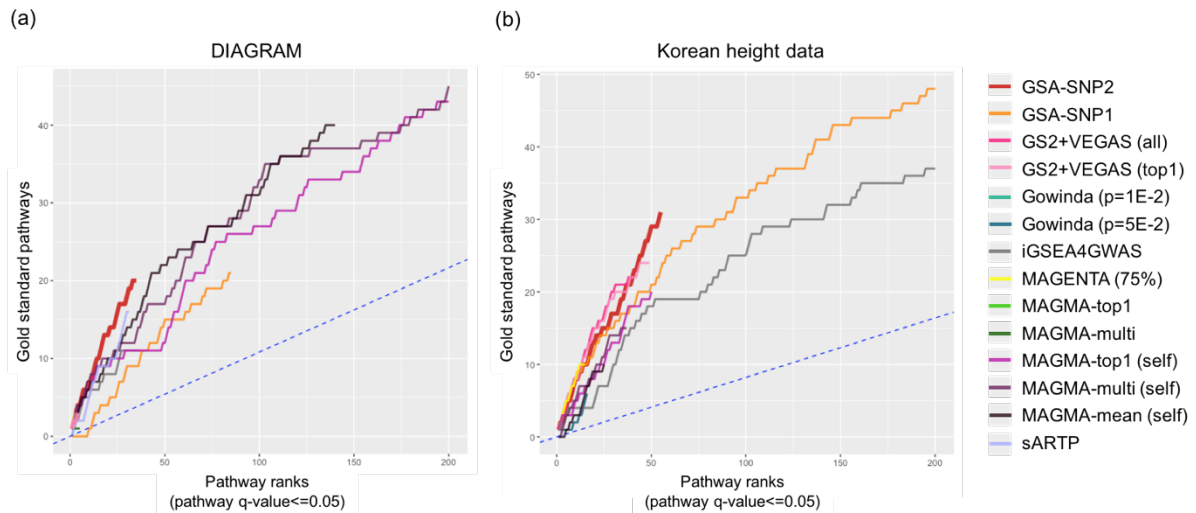 (a)
DIAGRAM
Gold standard pathways
40
30
20
10
0
0
50
100
150
200
Pathway ranks
(pathway q-value<=0.05)
(b)
Korean height data
Gold standard pathways
50
40
30
20
10
0
0
50
100
150
200
Pathway ranks
(pathway q-value<=0.05)
GSA-SNP2
GSA-SNP1
GS2+VEGAS (all)
GS2+VEGAS (top1)
Gowinda (p=1E-2)
Gowinda (p=5E-2)
iGSEA4GWAS
MAGENTA (75%)
MAGMA-top1
MAGMA-multi
MAGMA-top1 (self)
MAGMA-multi (self)
MAGMA-mean (self)
sARTP